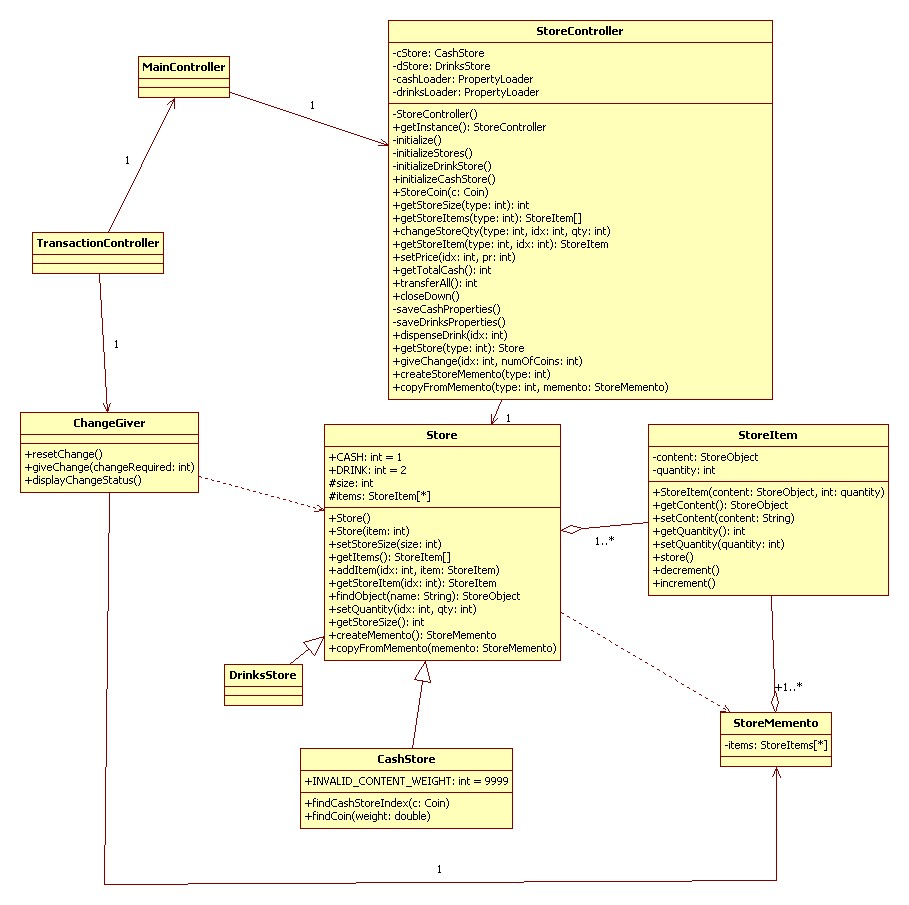 StoreController
-cStore: CashStore
-dStore: DrinksStore
-cashLoader: PropertyLoader
-drinksLoader: PropertyLoader
-StoreController()
+getInstance(): StoreController
-initialize()
-initializeStores()
-initializeDrinkStore()
+initializeCashStore()
+StoreCoin(c: Coin)
+getStoreSize(type: int): int
+getStoreItems(type: int): StoreItem[]
+changeStoreQty(type: int, idx: int, qty: int)
+getStoreItem(type: int, idx: int): StoreItem
+setPrice(idx: int, pr: int)
+getTotalCash(): int
+transferAll(): int
+closeDown()
-saveCashProperties()
-saveDrinksProperties()
+dispenseDrink(idx: int)
+getStore(type: int): Store
+giveChange(idx: int, numOfCoins: int)
+createStoreMemento(type: int)
+copyFromMemento(type: int, memento: StoreMemento)
MainController
1
1
TransactionController
1
1
ChangeGiver
+resetChange()
+giveChange(changeRequired: int)
+displayChangeStatus()
Store
+CASH: int = 1
+DRINK: int = 2
#size: int
#items: StoreItem[*]
+Store()
+Store(item: int)
+setStoreSize(size: int)
+getItems(): StoreItem[]
+addItem(idx: int, item: StoreItem)
+getStoreItem(idx: int): StoreItem
+findObject(name: String): StoreObject
+setQuantity(idx: int, qty: int)
+getStoreSize(): int
+createMemento(): StoreMemento
+copyFromMemento(memento: StoreMemento)
StoreItem
-content: StoreObject
-quantity: int
+StoreItem(content: StoreObject, int: quantity)
+getContent(): StoreObject
+setContent(content: String)
+getQuantity(): int
+setQuantity(quantity: int)
+store()
+decrement()
+increment()
1..*
DrinksStore
+1..*
StoreMemento
-items: StoreItems[*]
CashStore
+INVALID_CONTENT_WEIGHT: int = 9999
+findCashStoreIndex(c: Coin)
+findCoin(weight: double)
1